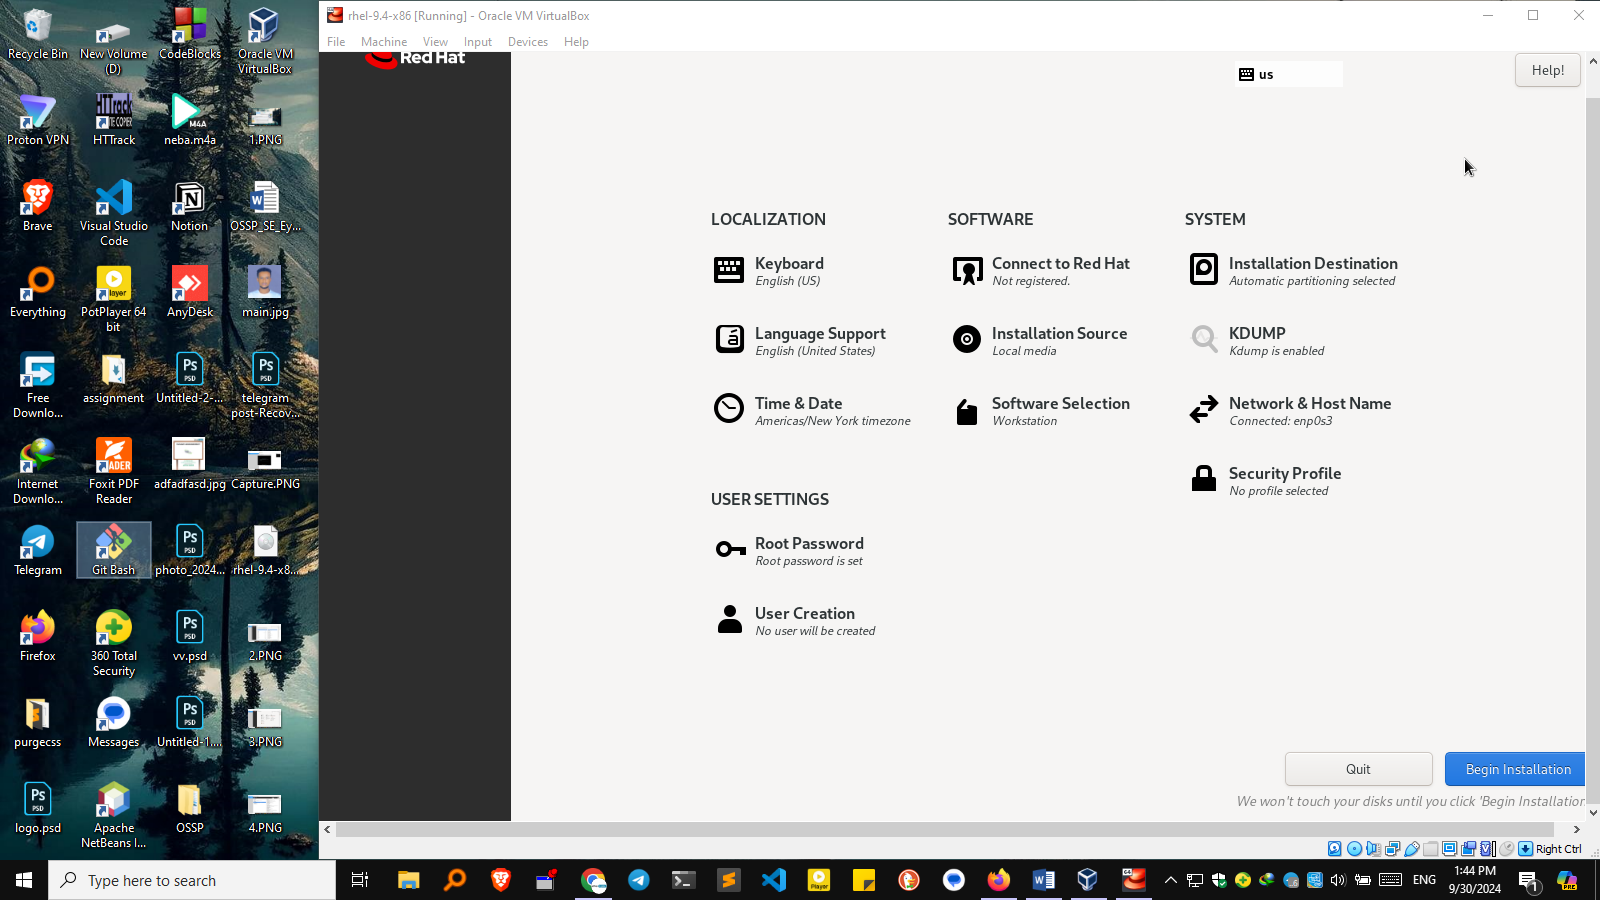 Recycle Bin
New Volume (D)
CodeBlocks
Oracle VM VirtualBox
Proton VPN
HTTrack
neba.m4a
1.PNG
Brave
Visual Studio Code
Notion
OSSP_SE_Ey...
Everything
PotPlayer 64 bit
AnyDesk
main.jpg
Free Downlo...
assignment
Untitled-2-...
telegram post-Recov...
Internet Downlo...
Foxit PDF Reader
adfadfasd.jpg
Capture.PNG
Telegram
Git Bash
photo_2024...
rhel-9.4-x8...
Firefox
360 Total Security
vv.psd
2.PNG
purgecss
Messages
Untitled-1....
3.PNG
logo.psd
Apache NetBeans I...
OSSP
4.PNG
rhel-9.4-x86 [Running] - Oracle VM VirtualBox
File Machine View Input Devices Help
Red Hat
us
Help!
LOCALIZATION
Keyboard
English (US)
Language Support
English (United States)
Time & Date
Americas/New York timezone
SOFTWARE
Connect to Red Hat
Not registered.
Installation Source
Local media
Software Selection
Workstation
SYSTEM
Installation Destination
Automatic partitioning selected
KDUMP
Kdump is enabled
Network & Host Name
Connected: enp0s3
Security Profile
No profile selected
USER SETTINGS
Root Password
Root password is set
User Creation
No user will be created
Quit
Begin Installation
We won't touch your disks until you click 'Begin Installation
Right Ctrl
Type here to search
ENG
1:44 PM
9/30/2024
1